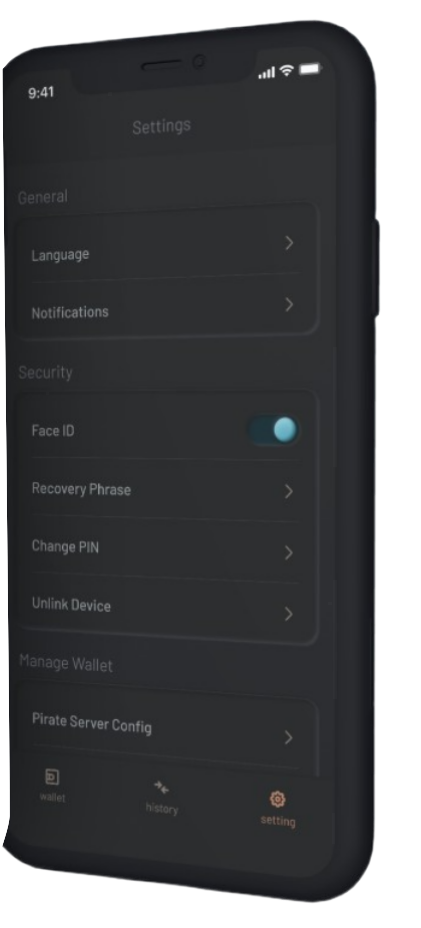 9:41
Settings
General
Language
Notifications
Security
Face ID
Recovery Phrase
Change PIN
Unlink Device
Manage Wallet
Pirate Server Config
wallet
history
setting